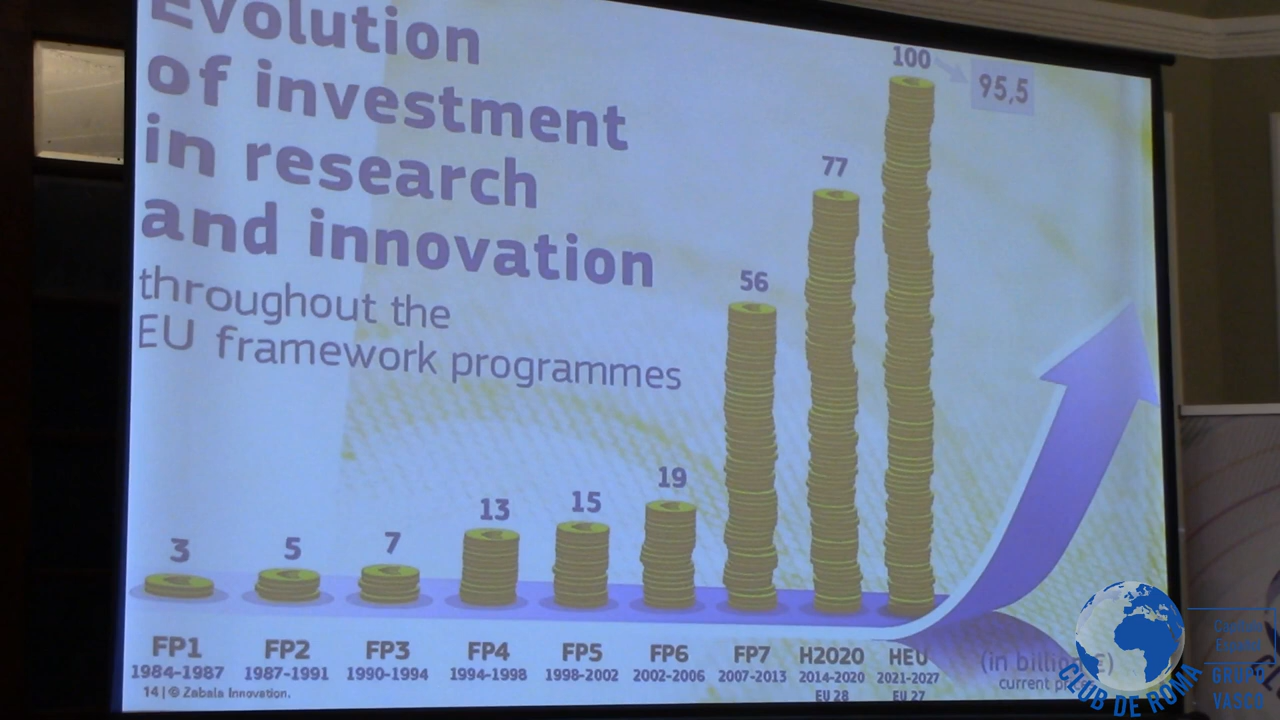 Evolution
of investment
in research
and innovation
throughout the
EU framework programmes
100
95,5
77
56
19
15
13
7
5
3
FP1
1984-1987
FP2
1987-1991
FP3
1990-1994
FP4
1994-1998
FP5
1998-2002
FP6
2002-2006
FP7
2007-2013
H2020
2014-2020
EU 28
HEU
2021-2027
EU 27
(in
current
14 | © Zabala Innovation.
CLUB DE ROMA
Capítulo
Español
GRUPO
VASCO